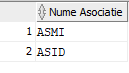 Nume Asociatie
1 ASMI
2 ASID